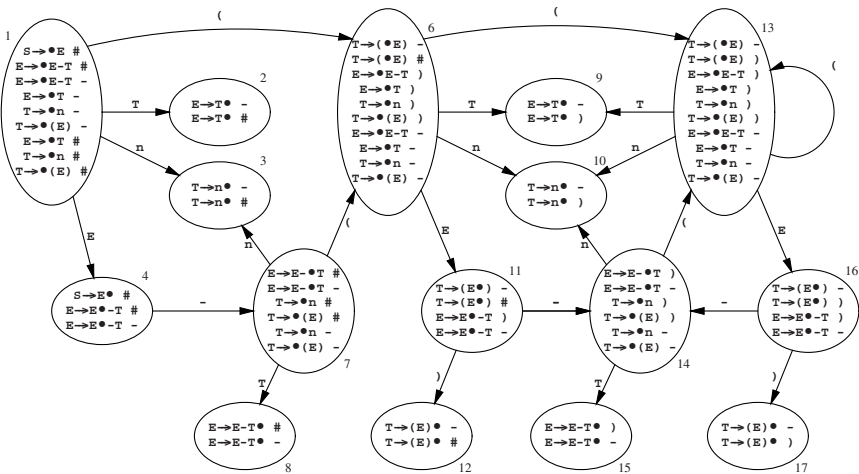 1
S→•E #
E→•E-T #
E→•E-T -
E→•T -
T→•n -
T→•(E) -
E→•T #
T→•n #
T→•(E) #
(
T
n
E
2
E→T• -
E→T• #
3
T→n• -
T→n• #
4
S→E• #
E→E•-T #
E→E•-T -
-
6
T→(•E) -
T→(•E) #
E→•E-T )
E→•T )
T→•n )
T→•(E) )
E→•E-T -
E→•T -
T→•n -
T→•(E) -
(
T
n
E
7
E→E-•T #
E→E-•T -
T→•n #
T→•(E) #
T→•n -
T→•(E) -
n
(
T
8
E→E-T• #
E→E-T• -
9
E→T• -
E→T• )
10
T→n• -
T→n• )
11
T→(E•) -
T→(E•) #
E→E•-T )
E→E•-T -
-
)
12
T→(E)• -
T→(E)• #
13
T→(•E) -
T→(•E) )
E→•E-T )
E→•T )
T→•n )
T→•(E) )
E→•E-T -
E→•T -
T→•n -
T→•(E) -
(
T
n
E
14
E→E-•T )
E→E-•T -
T→•n )
T→•(E) )
T→•n -
T→•(E) -
n
(
T
15
E→E-T• )
E→E-T• -
16
T→(E•) -
T→(E•) )
E→E•-T )
E→E•-T -
-
)
17
T→(E)• -
T→(E)• )